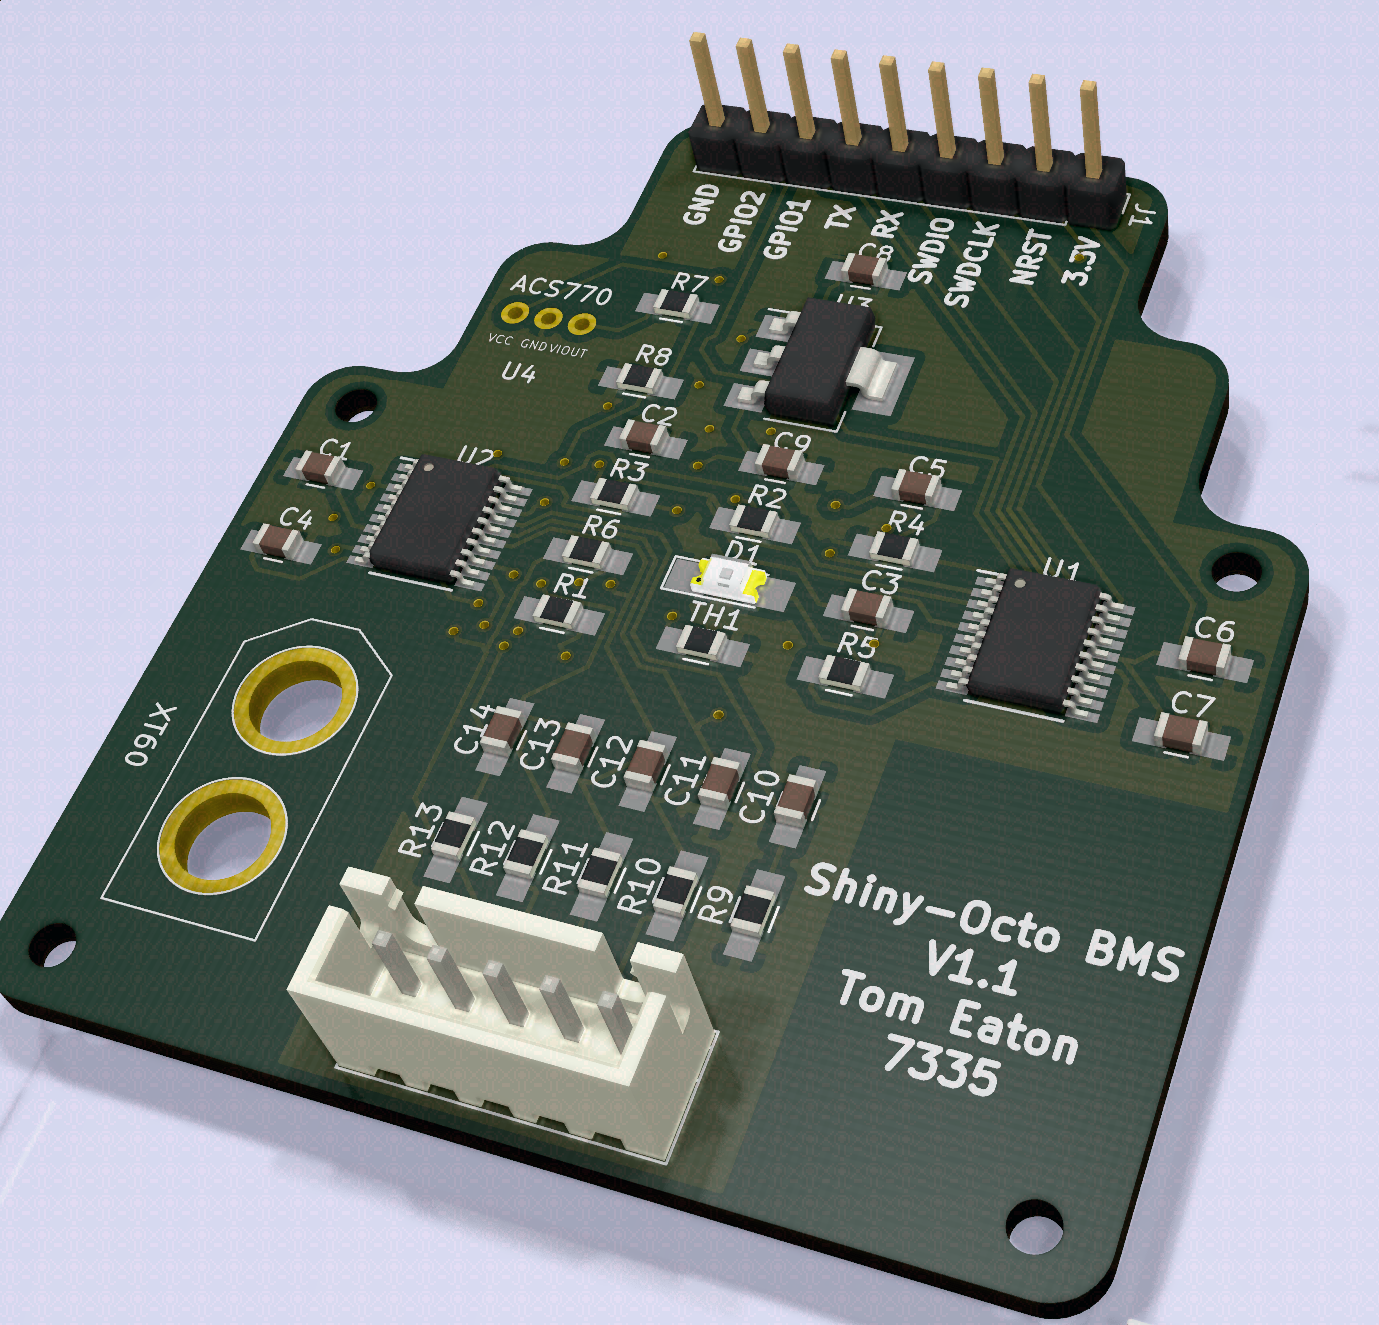 J1
GND
GPIO2
GPIO1
TX
RX
SWDIO
SWDCLK
NRST
3.3V
C8
ACS770
R7
U3
VCC GND VIOUT
U4
R8
C2
C9
C1
U2
R3
C5
C4
R6
R2
R4
D1
U1
R1
C3
TH1
R5
C6
C7
XT60
C14
C13
C12
C11
C10
R13
R12
R11
R10
R9
Shiny-Octo BMS
V1.1
Tom Eaton
7335